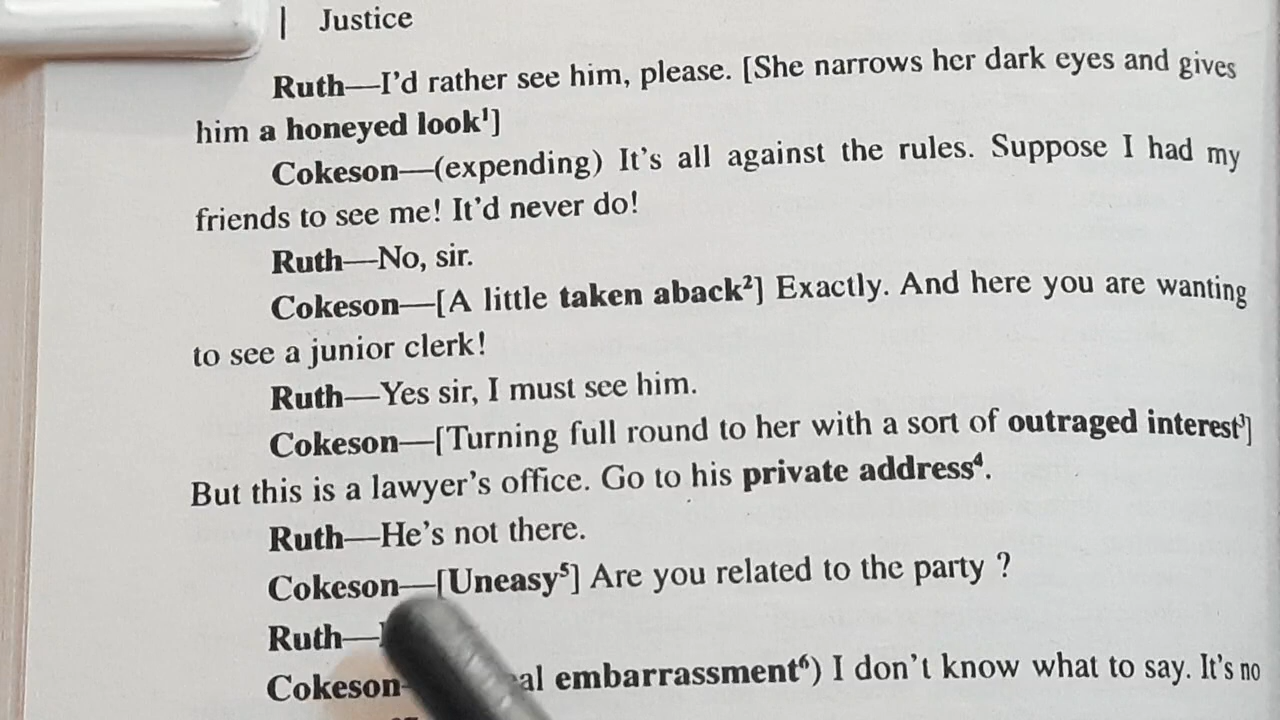 | Justice
Ruth—I'd rather see him, please. [She narrows her dark eyes and gives
him a honeyed look¹]
Cokeson—(expending) It's all against the rules. Suppose I had my
friends to see me! It'd never do!
Ruth—No, sir.
Cokeson—[A little taken aback²] Exactly. And here you are wanting
to see a junior clerk!
Ruth—Yes sir, I must see him.
Cokeson—[Turning full round to her with a sort of outraged interest³]
But this is a lawyer's office. Go to his private address⁴.
Ruth—He's not there.
Cokeson—[Uneasy⁵] Are you related to the party ?
Ruth—
Cokeson- al embarrassment⁶) I don't know what to say. It's no